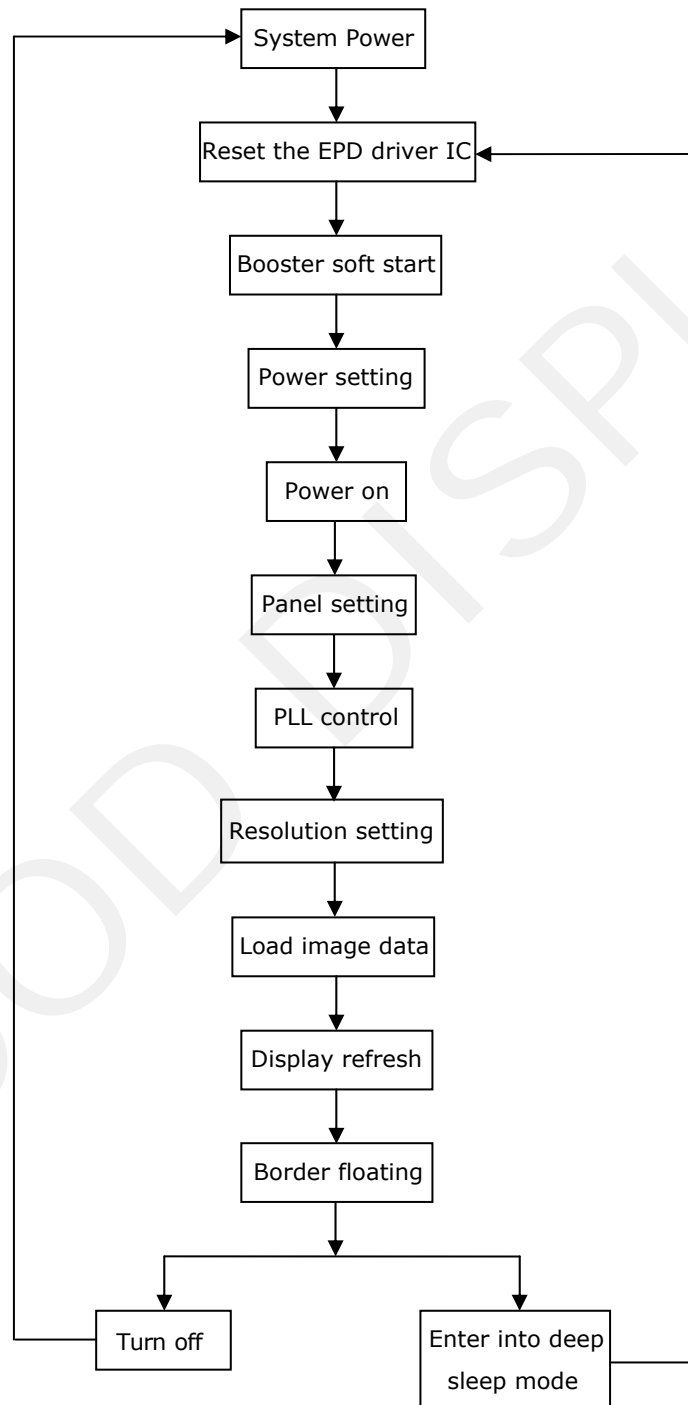 System Power
Reset the EPD driver IC
Booster soft start
Power setting
Power on
Panel setting
PLL control
Resolution setting
Load image data
Display refresh
Border floating
Turn off
Enter into deep
sleep mode